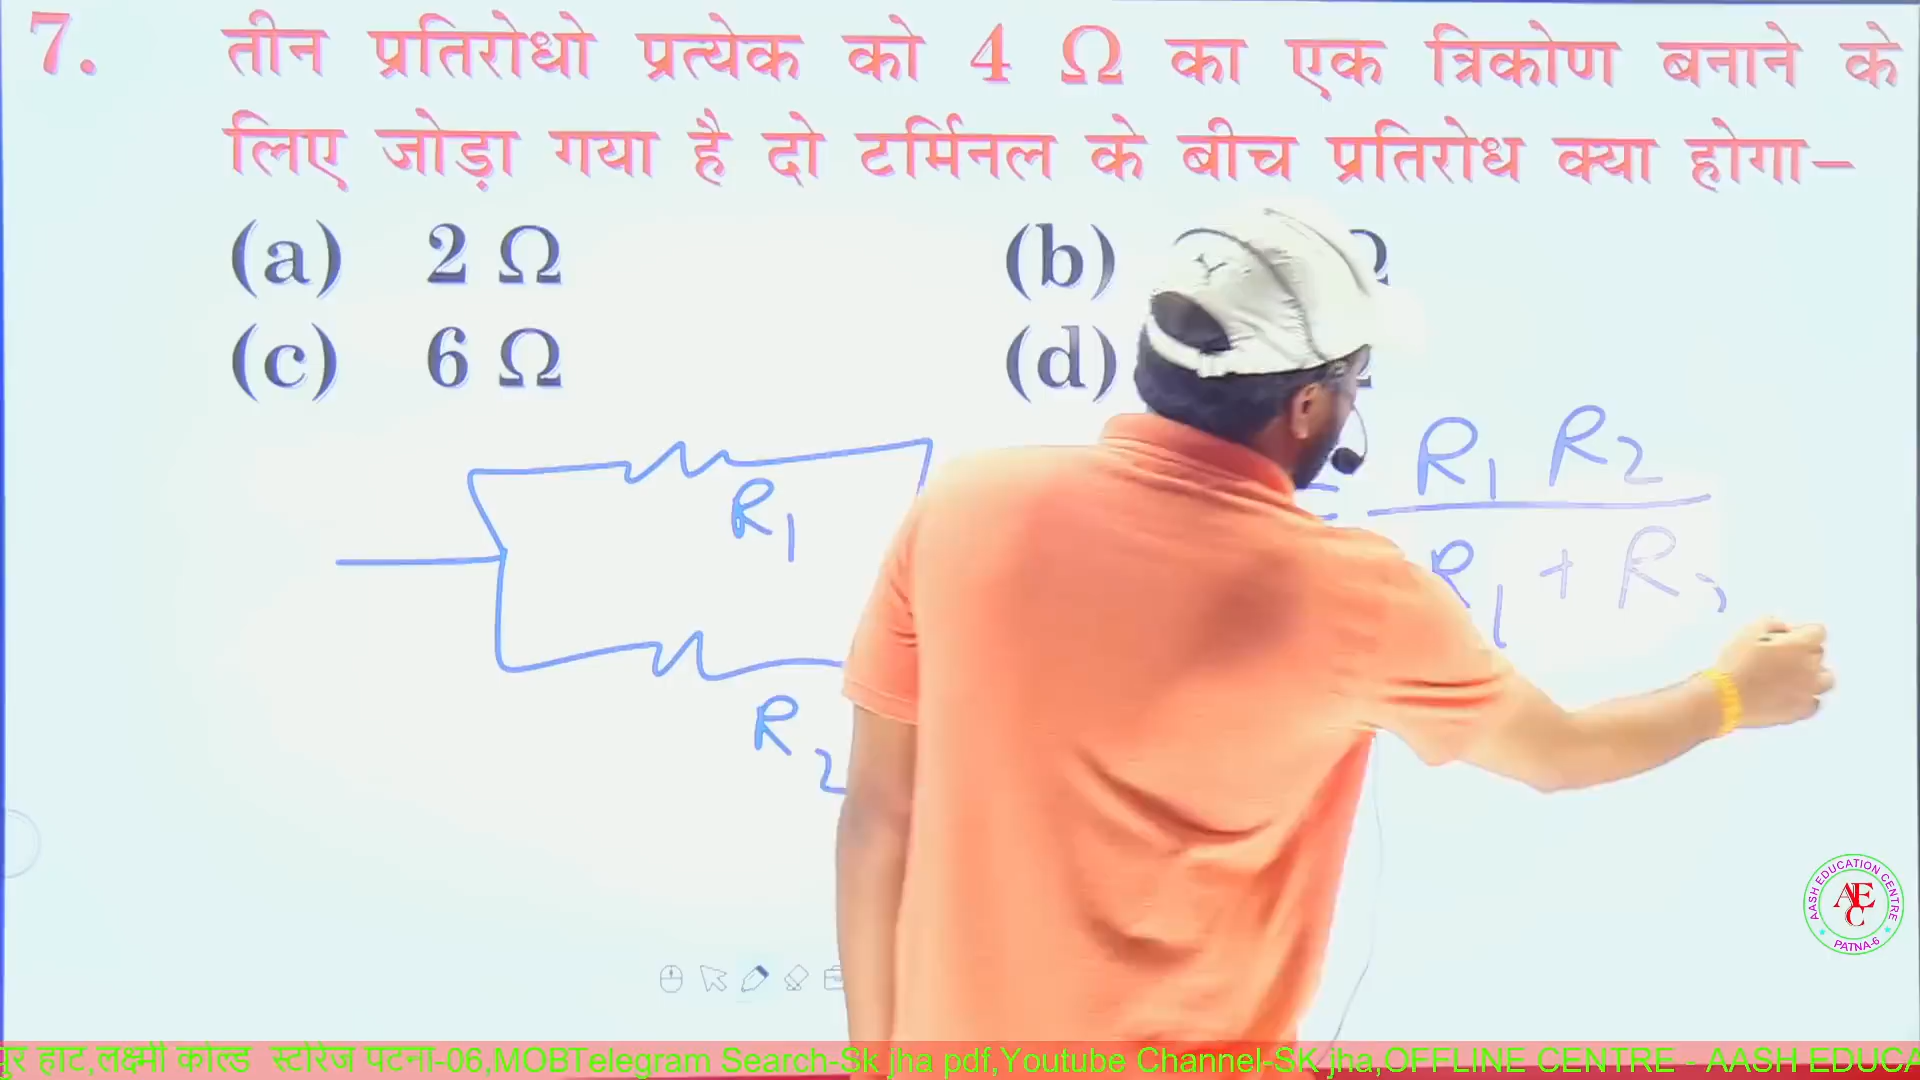 7. तीन प्रतिरोधो प्रत्येक को 4 Ω का एक त्रिकोण बनाने के
लिए जोड़ा गया है दो टर्मिनल के बीच प्रतिरोध क्या होगा–
(a) 2 Ω (b) Ω
(c) 6 Ω (d)
R1
R2
= R1 R2
R1 + R2
AASH EDUCATION CENTRE
AEC
PATNA-6
हाट,लक्ष्मी कोल्ड स्टोरेज पटना-06,MOBTelegram Search-Sk jha pdf,Youtube Channel-SK jha,OFFLINE CENTRE - AASH